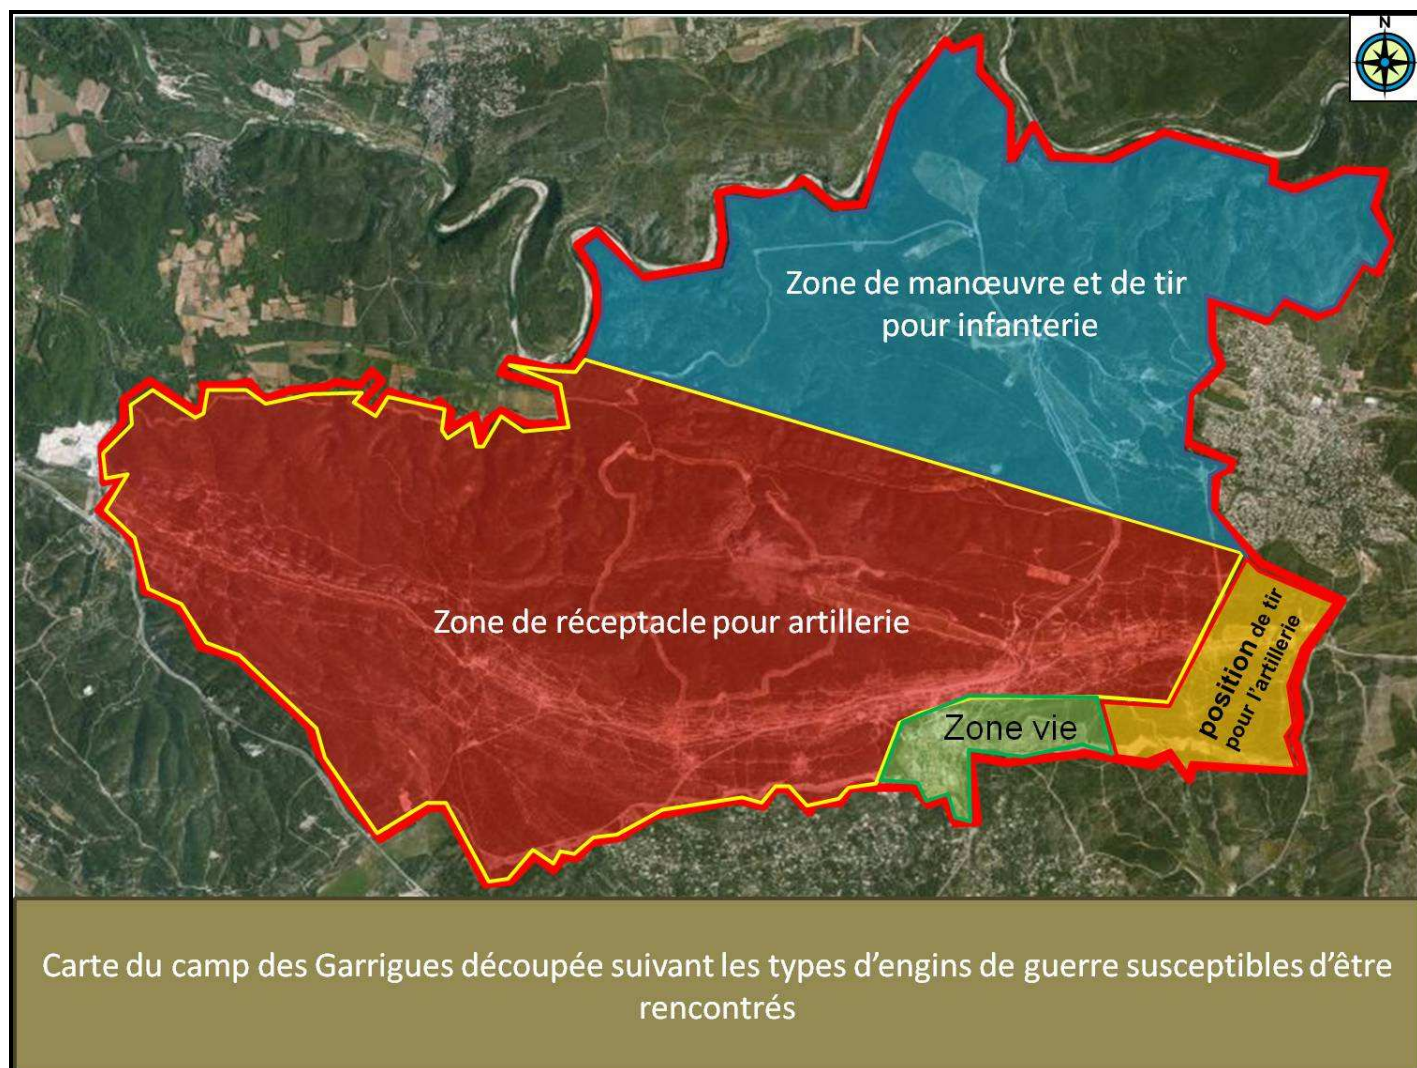 N
Zone de manœuvre et de tir
pour infanterie
Zone de réceptacle pour artillerie
position de tir
pour l'artillerie
Zone vie
Carte du camp des Garrigues découpée suivant les types d'engins de guerre susceptibles d'être
rencontrés